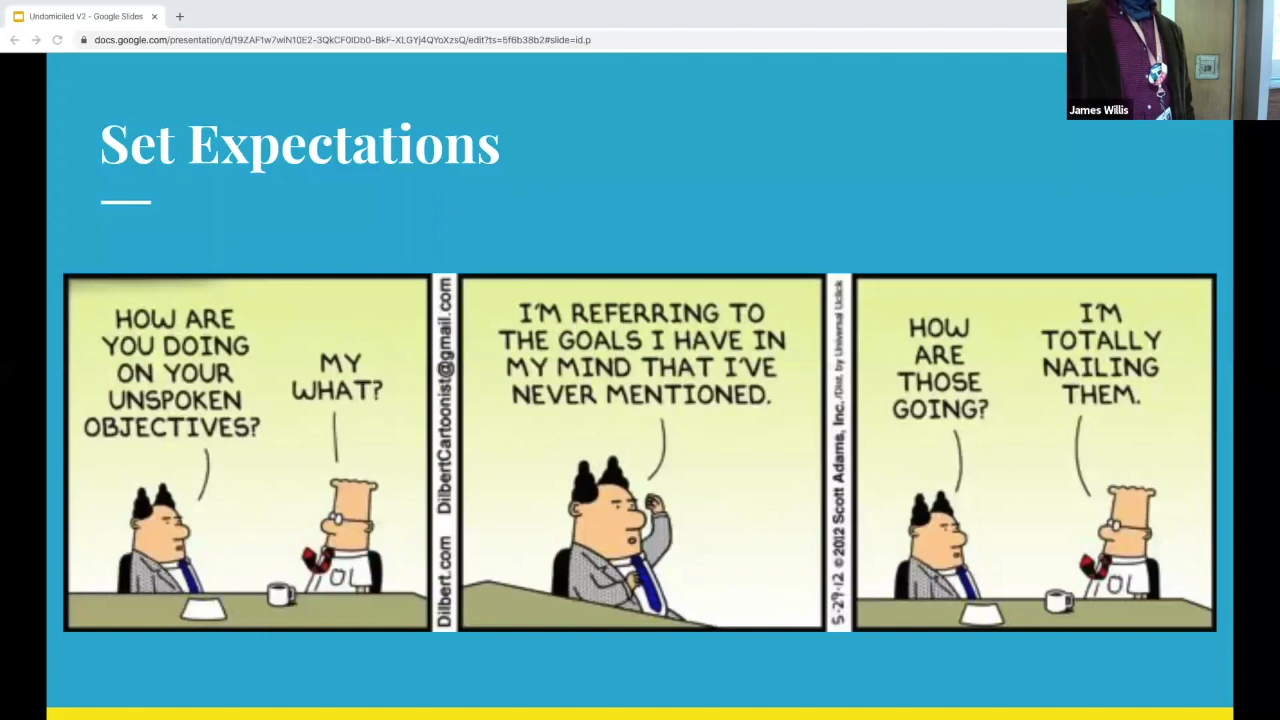 Undomiciled V2 - Google Slides
docs.google.com/presentation/d/19ZAF1w7wiN10E2-3QkCF0IDb0-BkF-XLGYj4QYoXzsQ/edit?ts=5f6b38b2#slide=id.p
James Willis
Set Expectations
HOW ARE
YOU DOING
ON YOUR
UNSPOKEN
OBJECTIVES?
MY
WHAT?
Dilbert.com DilbertCartoonist@gmail.com
I'M REFERRING TO
THE GOALS I HAVE IN
MY MIND THAT I'VE
NEVER MENTIONED.
5-29-12 © 2012 Scott Adams, Inc. /Dist. by Universal Uclick
HOW
ARE
THOSE
GOING?
I'M
TOTALLY
NAILING
THEM.